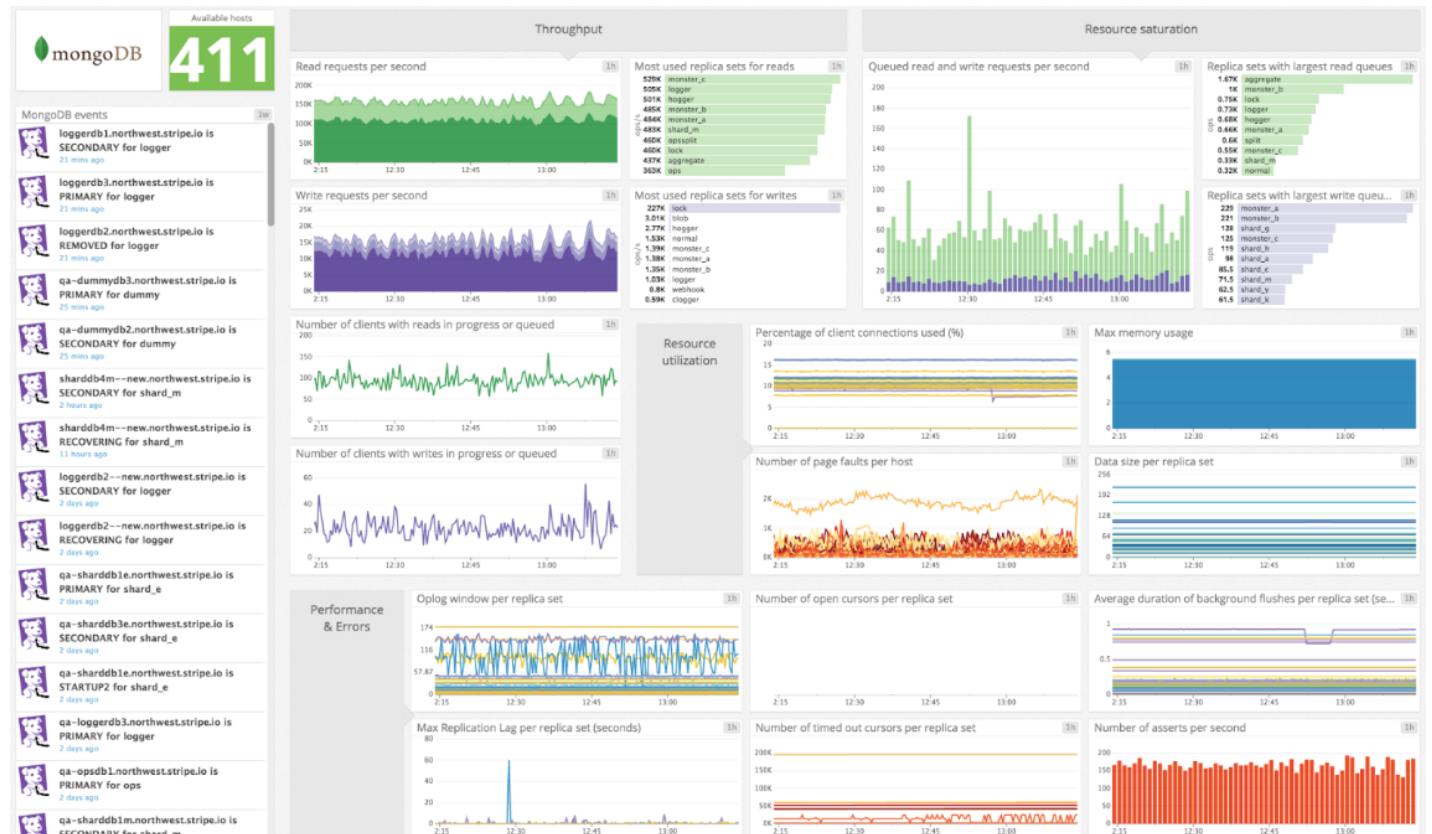 mongoDB
Available hosts
411
MongoDB events
1w
loggerdb1.northwest.stripe.io is
SECONDARY for logger
21 mins ago
loggerdb3.northwest.stripe.io is
PRIMARY for logger
21 mins ago
loggerdb2.northwest.stripe.io is
REMOVED for logger
21 mins ago
qa-dummydb3.northwest.stripe.io is
PRIMARY for dummy
25 mins ago
qa-dummydb2.northwest.stripe.io is
SECONDARY for dummy
25 mins ago
sharddb4m--new.northwest.stripe.io is
SECONDARY for shard_m
2 hours ago
sharddb4m--new.northwest.stripe.io is
RECOVERING for shard_m
11 hours ago
loggerdb2--new.northwest.stripe.io is
SECONDARY for logger
2 days ago
loggerdb2--new.northwest.stripe.io is
RECOVERING for logger
2 days ago
qa-sharddb1e.northwest.stripe.io is
PRIMARY for shard_e
2 days ago
qa-sharddb3e.northwest.stripe.io is
SECONDARY for shard_e
2 days ago
qa-sharddb1e.northwest.stripe.io is
STARTUP2 for shard_e
2 days ago
qa-loggerdb3.northwest.stripe.io is
PRIMARY for logger
2 days ago
qa-opsdb1.northwest.stripe.io is
PRIMARY for ops
2 days ago
qa-sharddb1m.northwest.stripe.io is
SECONDARY for shard_m
Throughput
Read requests per second 1h
200K
150K
100K
50K
0K
2:15 12:30 12:45 13:00
Most used replica sets for reads 1h
ops/s
529K monster_c
505K logger
501K hogger
485K monster_b
484K monster_a
483K shard_m
460K opssplit
460K lock
437K aggregate
363K ops
Write requests per second 1h
25K
20K
15K
10K
5K
0K
2:15 12:30 12:45 13:00
Most used replica sets for writes 1h
ops/s
227K lock
3.01K blob
2.77K hogger
1.53K normal
1.39K monster_c
1.38K monster_a
1.35K monster_b
1.03K logger
0.8K webhook
0.59K clogger
Number of clients with reads in progress or queued 1h
200
150
100
50
0
2:15 12:30 12:45 13:00
Number of clients with writes in progress or queued 1h
60
40
20
0
2:15 12:30 12:45 13:00
Resource saturation
Queued read and write requests per second 1h
200
180
160
140
120
100
80
60
40
20
0
2:15 12:30 12:45 13:00
Replica sets with largest read queues 1h
ops
1.67K aggregate
1K monster_b
0.75K lock
0.73K logger
0.68K hogger
0.66K monster_a
0.6K split
0.55K monster_c
0.33K shard_m
0.32K normal
Replica sets with largest write queu... 1h
ops
229 monster_a
221 monster_b
128 shard_g
125 monster_c
119 shard_h
98 shard_a
85.5 shard_c
71.5 shard_m
62.5 shard_y
61.5 shard_k
Resource
utilization
Percentage of client connections used (%) 1h
20
15
10
5
0
2:15 12:30 12:45 13:00
Max memory usage 1h
6
4
2
0
2:15 12:30 12:45 13:00
Number of page faults per host 1h
2K
1K
0K
2:15 12:30 12:45 13:00
Data size per replica set 1h
256
192
128
64
0
2:15 12:30 12:45 13:00
Performance
& Errors
Oplog window per replica set 1h
174
116
57.87
0
2:15 12:30 12:45 13:00
Number of open cursors per replica set 1h
2:15 12:30 12:45 13:00
Average duration of background flushes per replica set (se... 1h
1
0.5
0
2:15 12:30 12:45 13:00
Max Replication Lag per replica set (seconds) 1h
80
60
40
20
0
2:15 12:30 12:45 13:00
Number of timed out cursors per replica set 1h
200K
150K
100K
50K
0K
2:15 12:30 12:45 13:00
Number of asserts per second 1h
200
150
100
50
0
2:15 12:30 12:45 13:00